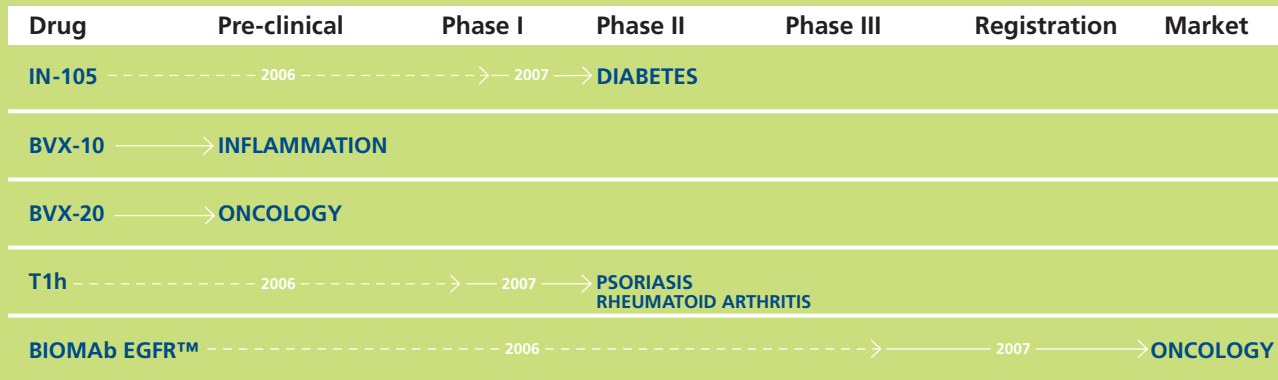 Drug Pre-clinical Phase I Phase II Phase III Registration Market
IN-105 2006 2007 DIABETES
BVX-10 INFLAMMATION
BVX-20 ONCOLOGY
T1h 2006 2007 PSORIASIS
RHEUMATOID ARTHRITIS
BIOMAb EGFR™ 2006 2007 ONCOLOGY